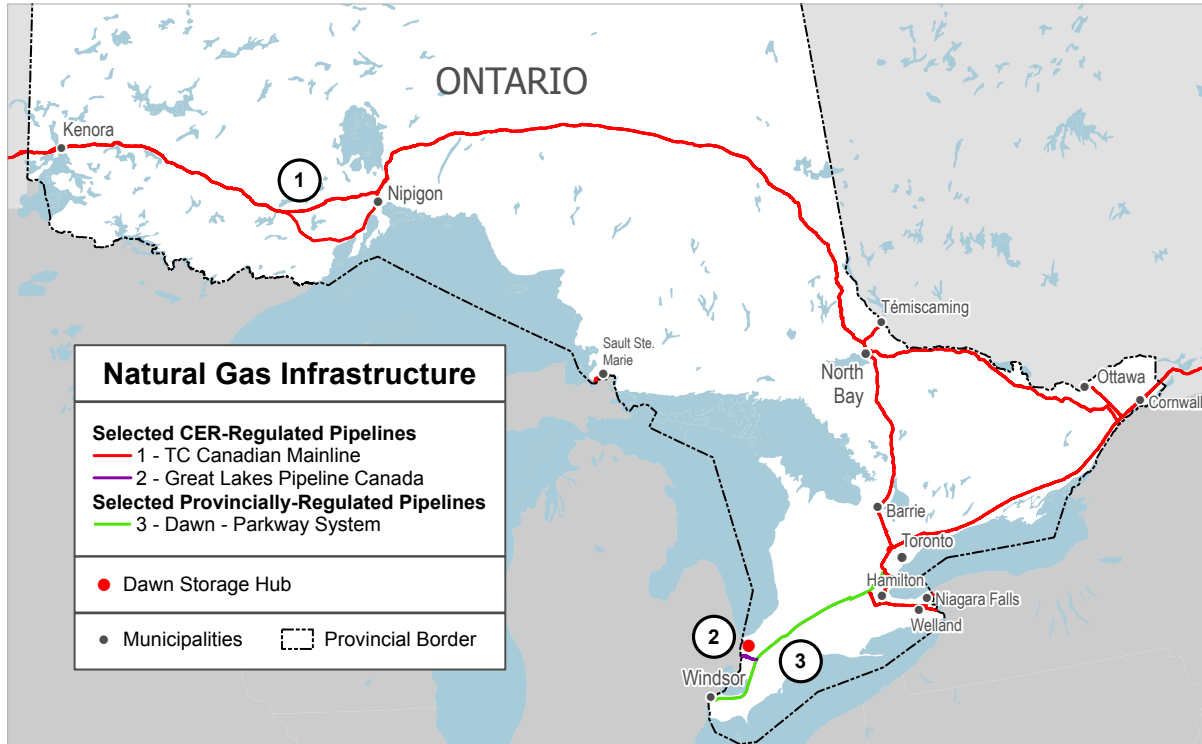 ONTARIO
Kenora
1
Nipigon
Témiscaming
Sault Ste.
Marie
North
Bay
Ottawa
Cornwall
Natural Gas Infrastructure
Selected CER-Regulated Pipelines
1 - TC Canadian Mainline
2 - Great Lakes Pipeline Canada
Selected Provincially-Regulated Pipelines
3 - Dawn - Parkway System
Dawn Storage Hub
Municipalities
Provincial Border
Barrie
Toronto
Hamilton
Niagara Falls
Welland
2
3
Windsor